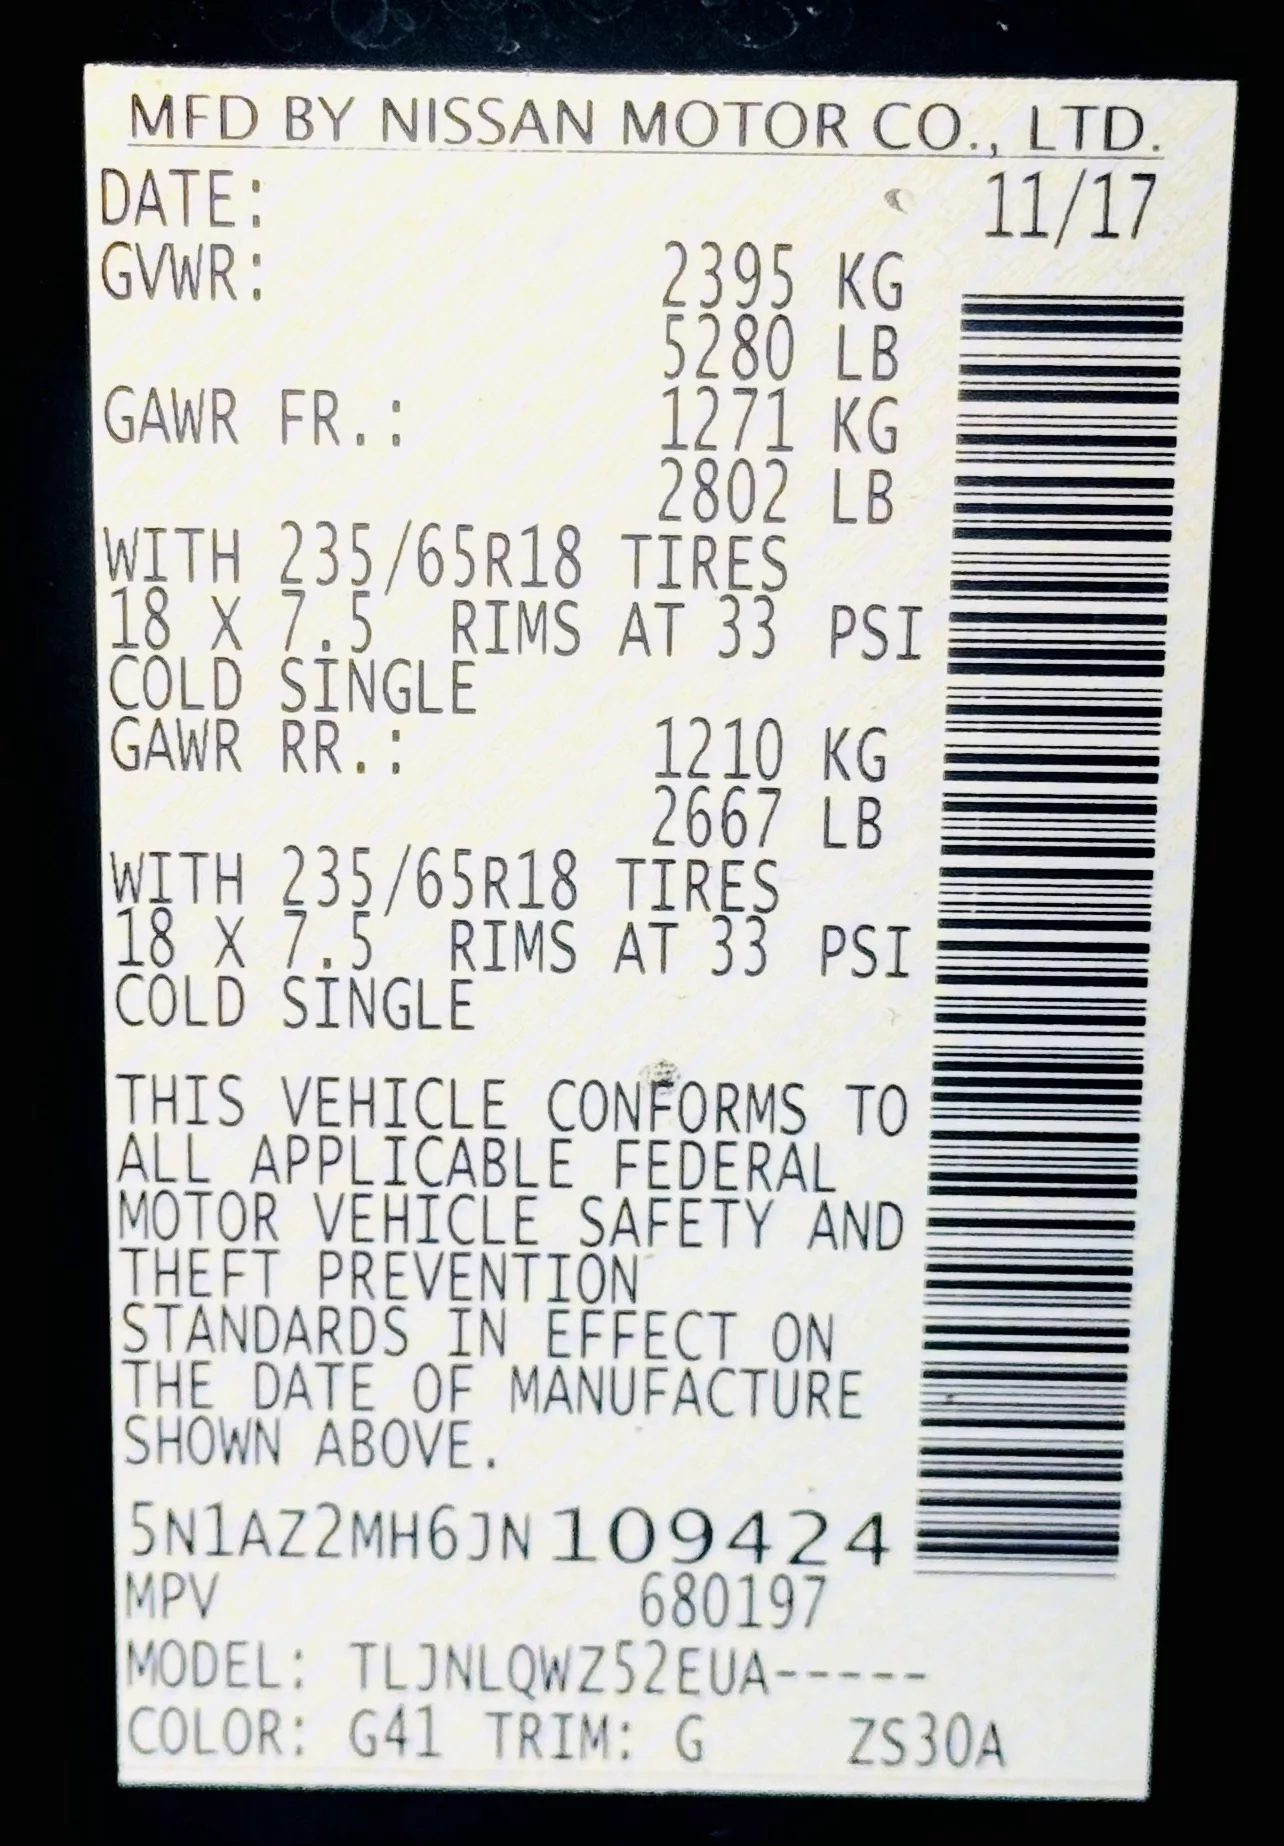 MFD BY NISSAN MOTOR CO., LTD.
DATE: 11/17
GVWR: 2395 KG
5280 LB
GAWR FR.: 1271 KG
2802 LB
WITH 235/65R18 TIRES
18 X 7.5 RIMS AT 33 PSI
COLD SINGLE
GAWR RR.: 1210 KG
2667 LB
WITH 235/65R18 TIRES
18 X 7.5 RIMS AT 33 PSI
COLD SINGLE
THIS VEHICLE CONFORMS TO
ALL APPLICABLE FEDERAL
MOTOR VEHICLE SAFETY AND
THEFT PREVENTION
STANDARDS IN EFFECT ON
THE DATE OF MANUFACTURE
SHOWN ABOVE.
5N1AZ2MH6JN109424
MPV 680197
MODEL: TLJNLQWZ52EUA-----
COLOR: G41 TRIM: G ZS30A